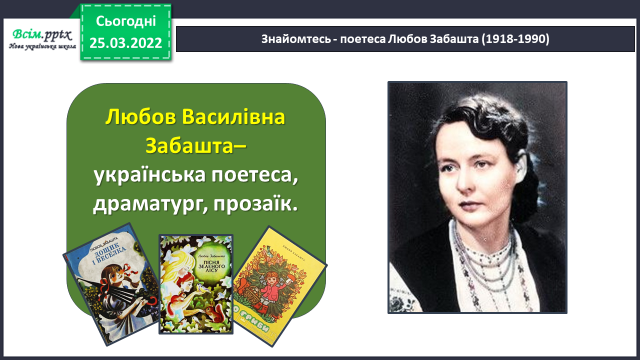 Всім.pptx
Нова українська школа
Сьогодні
25.03.2022
Знайомтесь - поетеса Любов Забашта (1918-1990)
Любов Василівна
Забашта–
українська поетеса,
драматург, прозаїк.
ДОЩИК
І ВЕСЕЛКА
ПІСНЯ
ЗЕЛЕНОГО
ЛІСУ
ГРИБИ